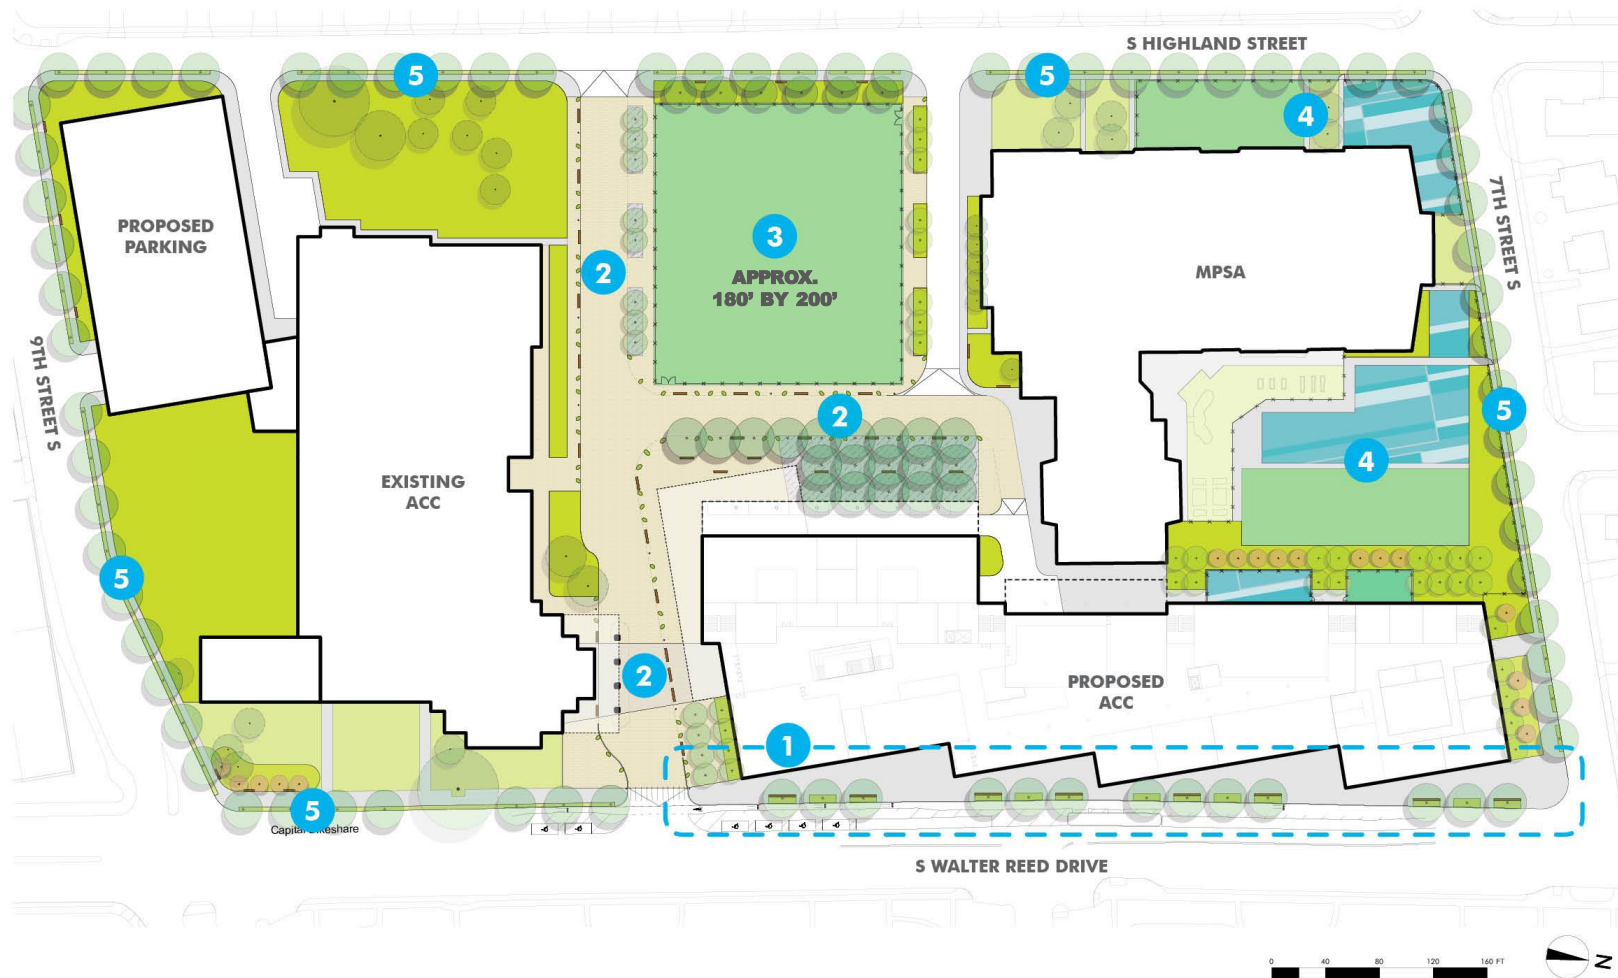 S HIGHLAND STREET
5
5
4
PROPOSED
PARKING
7TH STREET S
3
2
APPROX.
180' BY 200'
MPSA
9TH STREET S
2
5
4
EXISTING
ACC
5
2
PROPOSED
ACC
1
5
Capital
keshare
S WALTER REED DRIVE
0 40 80 120 160 FT
N